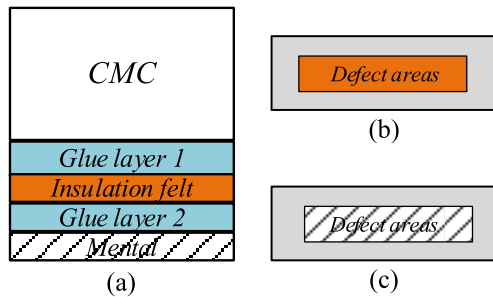 CMC
Glue layer 1
Insulation felt
Glue layer 2
Mental
(a)
Defect areas
(b)
Defect areas
(c)